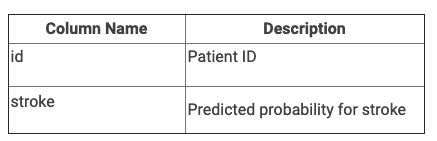 Column Name Description
id Patient ID
stroke Predicted probability for stroke